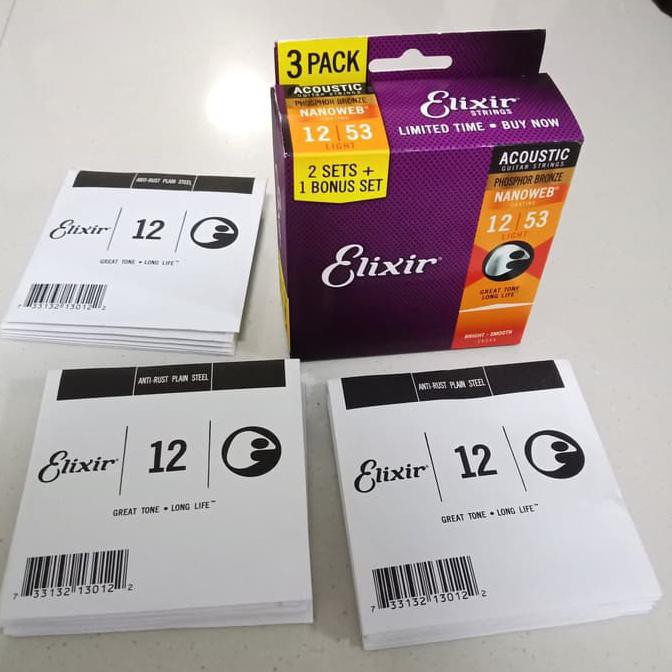 3 PACK
ACOUSTIC
GUITAR STRINGS
PHOSPHOR BRONZE
NANOWEB®
COATING
12 | 53
LIGHT
2 SETS +
1 BONUS SET
Elixir®
STRINGS
LIMITED TIME • BUY NOW
ACOUSTIC
GUITAR STRINGS
PHOSPHOR BRONZE
NANOWEB®
COATING
12 | 53
LIGHT
GREAT TONE
LONG LIFE™
BRIGHT • SMOOTH
Elixir®
ANTI-RUST PLAIN STEEL
Elixir®
12
GREAT TONE • LONG LIFE™
7 33132 13012 2
ANTI-RUST PLAIN STEEL
Elixir®
12
GREAT TONE • LONG LIFE™
7 33132 13012 2
ANTI-RUST PLAIN STEEL
Elixir®
12
GREAT TONE • LONG LIFE™
7 33132 13012 2